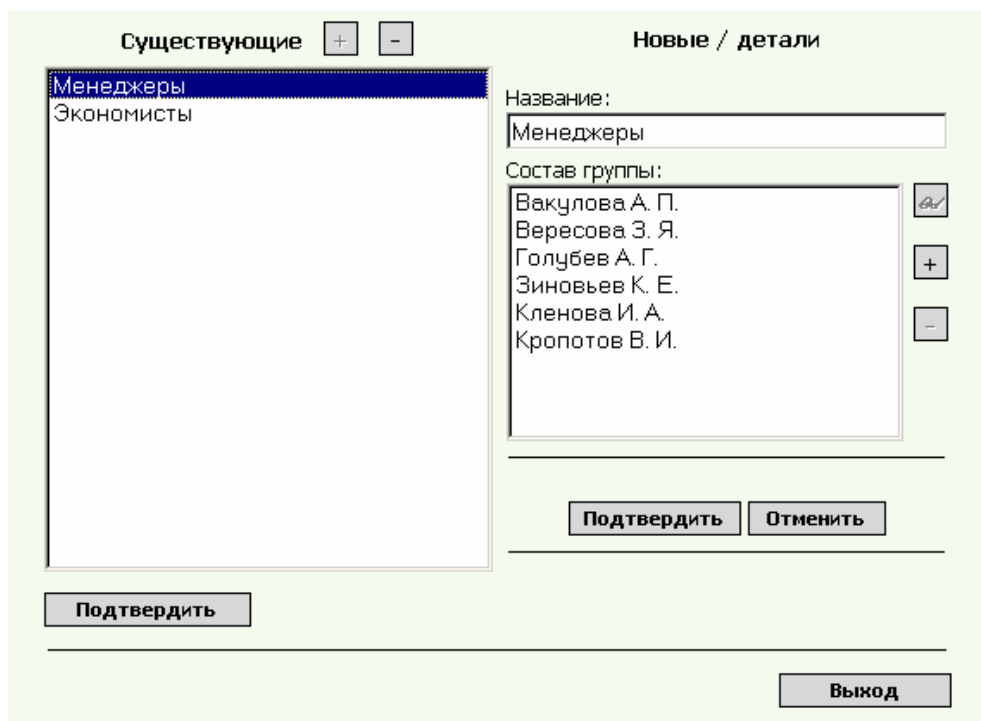 Существующие + -
Менеджеры
Экономисты
Подтвердить
Новые / детали
Название:
Менеджеры
Состав группы:
Вакулова А. П.
Вересова З. Я.
Голубев А. Г.
Зиновьев К. Е.
Кленова И. А.
Кропотов В. И.
+
-
Подтвердить Отменить
Выход